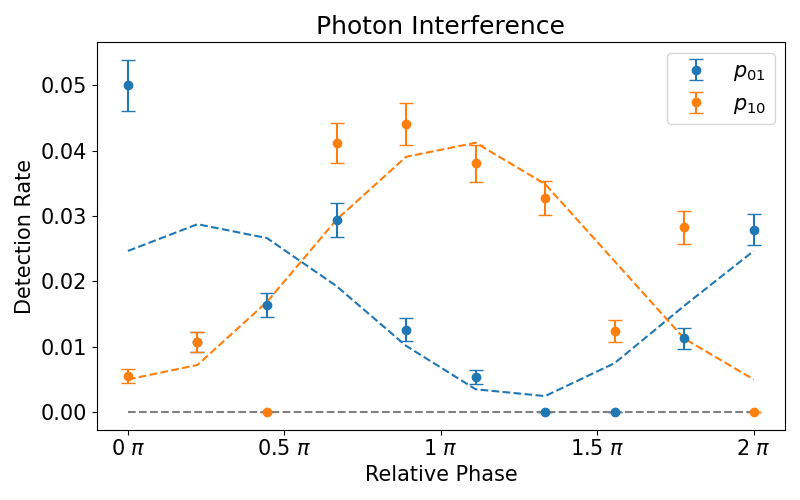 Photon Interference
p01
p10
Detection Rate
0.05
0.04
0.03
0.02
0.01
0.00
0 π
0.5 π
1 π
1.5 π
2 π
Relative Phase